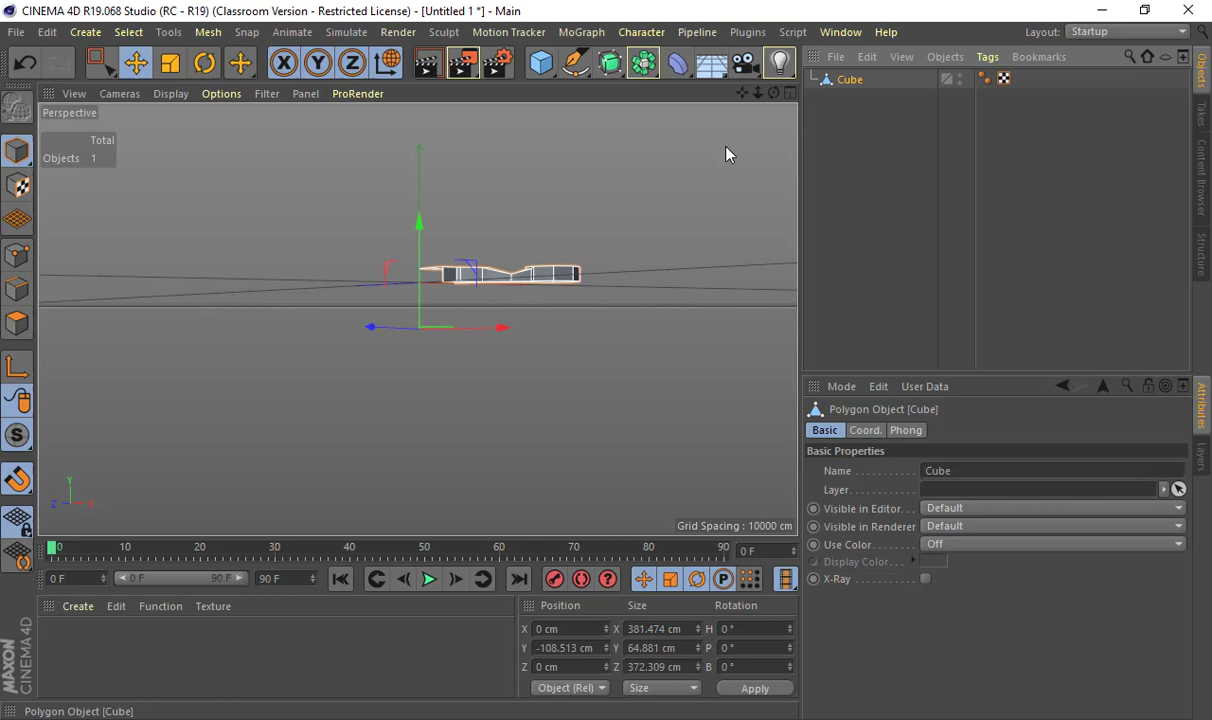 CINEMA 4D R19.068 Studio (RC - R19) (Classroom Version - Restricted License) - [Untitled 1 *] - Main
File Edit Create Select Tools Mesh Snap Animate Simulate Render Sculpt Motion Tracker MoGraph Character Pipeline Plugins Script Window Help Layout: Startup
File Edit View Objects Tags Bookmarks
Cube
View Cameras Display Options Filter Panel ProRender
Perspective
Total
Objects 1
Y
Z X
Grid Spacing : 10000 cm
Objects
Takes
Content Browser
Structure
Mode Edit User Data
Polygon Object [Cube]
Basic Coord. Phong
Basic Properties
Name . . . . . . . . . . . Cube
Layer. . . . . . . . . . .
Visible in Editor. . . Default
Visible in Renderer Default
Use Color. . . . . . . Off
Display Color. . .
X-Ray . . . . . . . . . .
Attributes
Layers
0 10 20 30 40 50 60 70 80 90 0 F
0 F 0 F 90 F 90 F
Create Edit Function Texture
Position Size Rotation
X 0 cm X 381.474 cm H 0 °
Y -108.513 cm Y 64.881 cm P 0 °
Z 0 cm Z 372.309 cm B 0 °
Object (Rel) Size Apply
MAXON
CINEMA 4D
Polygon Object [Cube]